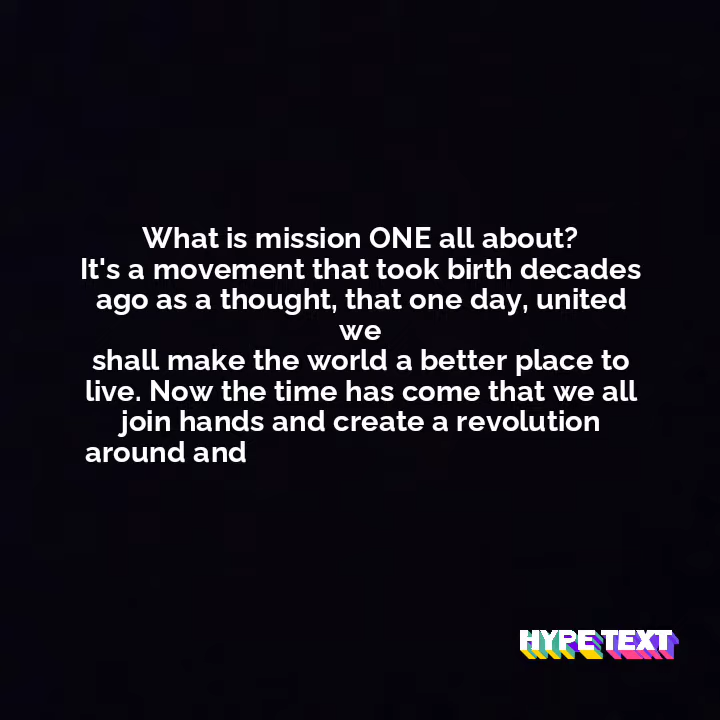 What is mission ONE all about?
It's a movement that took birth decades
ago as a thought, that one day, united
we
shall make the world a better place to
live. Now the time has come that we all
join hands and create a revolution
around and
HYPE TEXT